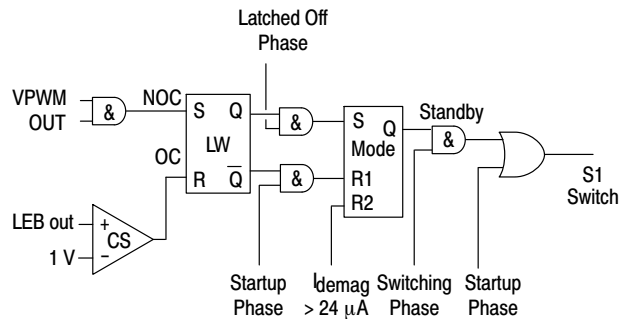 Latched Off
Phase
VPWM
OUT
&
NOC
OC
S
Q
LW
R
Q̅
&
&
S
Q
Mode
R1
R2
Standby
&
S1
Switch
LEB out
1 V
+
−
CS
Startup
Phase
Idemag
> 24 μA
Switching
Phase
Startup
Phase